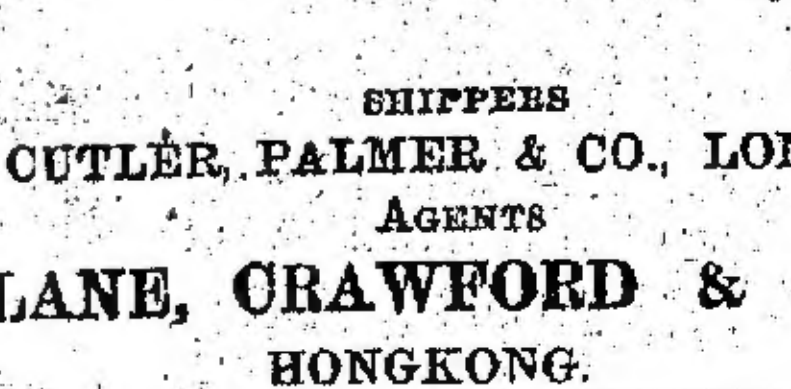 SHIPPERS
CUTLER, PALMER & CO., LON
AGENTS
LANE, CRAWFORD &
HONGKONG.